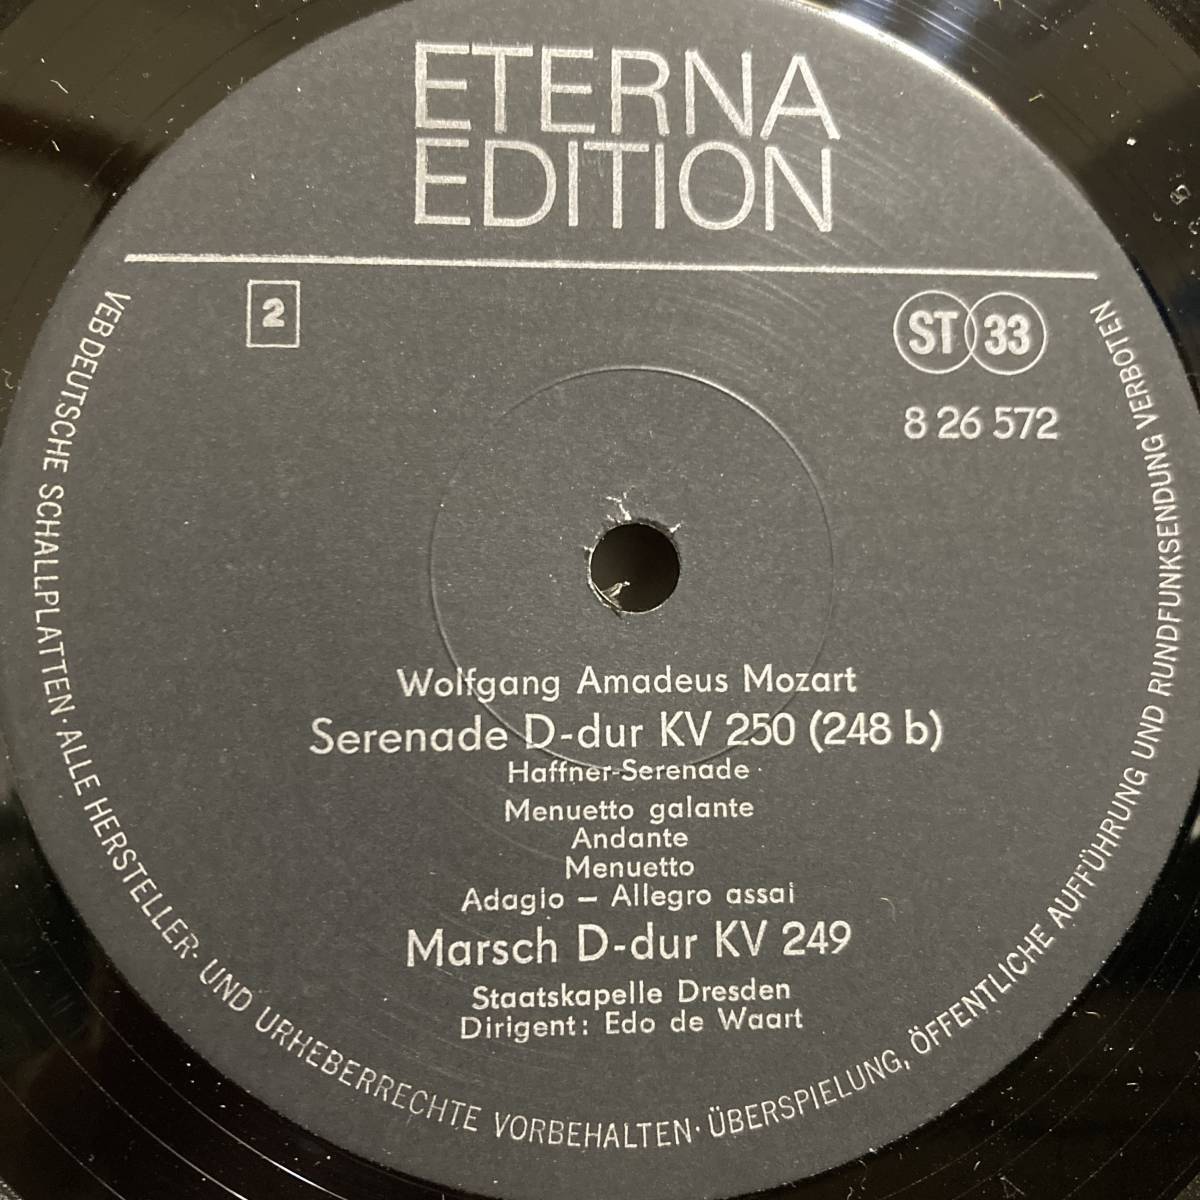 ETERNA
EDITION
2
ST 33
8 26 572
Wolfgang Amadeus Mozart
Serenade D-dur KV 250 (248 b)
Haffner-Serenade
Menuetto galante
Andante
Menuetto
Adagio – Allegro assai
Marsch D-dur KV 249
Staatskapelle Dresden
Dirigent: Edo de Waart
VEB DEUTSCHE SCHALLPLATTEN · ALLE HERSTELLER- UND URHEBERRECHTE VORBEHALTEN · ÜBERSPIELUNG, ÖFFENTLICHE AUFFÜHRUNG UND RUNDFUNKSENDUNG VERBOTEN